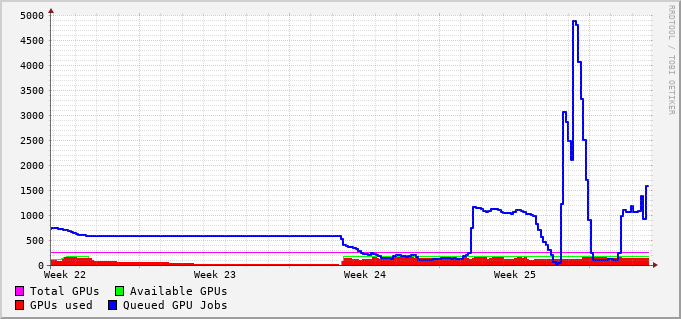 5000
4500
4000
3500
3000
2500
2000
1500
1000
500
0
Week 22 Week 23 Week 24 Week 25
Total GPUs Available GPUs
GPUs used Queued GPU Jobs
RRDTOOL / TOBI OETIKER